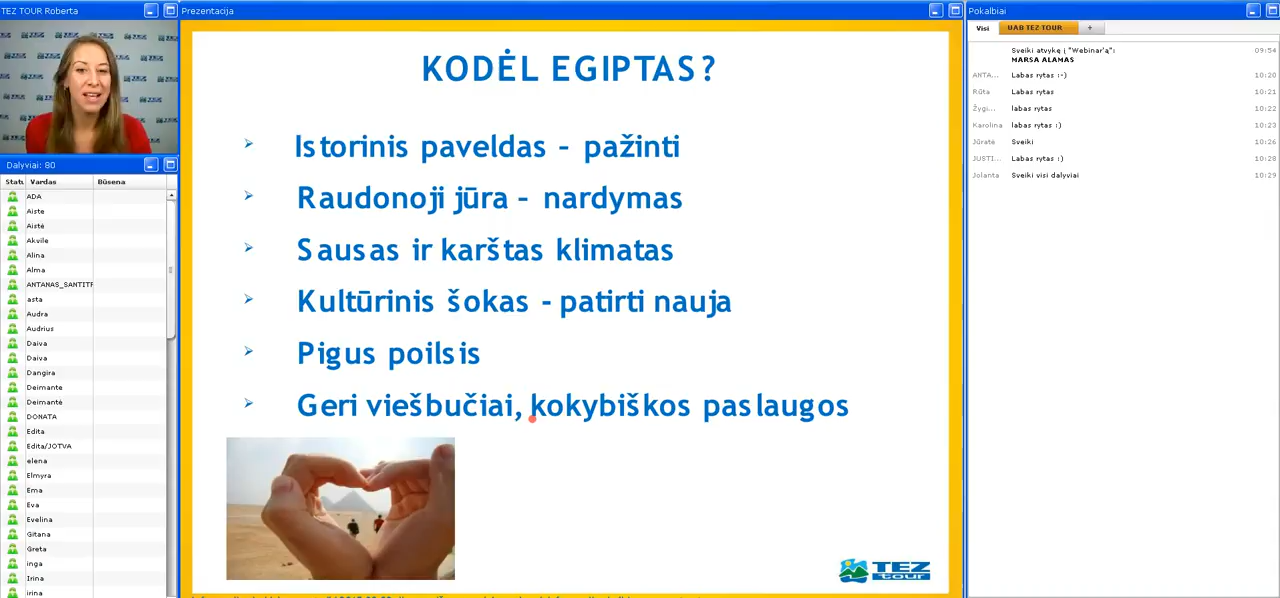 TEZ TOUR Roberta
Dalyviai: 80
Statu Vardas Būsena
ADA
Aiste
Aistė
Akvile
Alina
Alma
ANTANAS_SANTITR
asta
Audra
Audrius
Daiva
Daiva
Dangira
Deimante
Deimantė
DONATA
Edita
Edita/JOTVA
elena
Elmyra
Ema
Eva
Evelina
Gitana
Greta
inga
Irina
irina
Prezentacija
KODĖL EGIPTAS?
Istorinis paveldas - pažinti
Raudonoji jūra - nardymas
Sausas ir karštas klimatas
Kultūrinis šokas - patirti nauja
Pigus poilsis
Geri viešbučiai, kokybiškos paslaugos
TEZ
tour
Pokalbiai
Visi UAB TEZ TOUR +
Sveiki atvykę į "Webinar'ą": 09:54
MARSA ALAMAS
ANTA... Labas rytas :-) 10:20
Rūta Labas rytas 10:21
Žygi... labas rytas 10:22
Karolina labas rytas :) 10:23
Jūratė Sveiki 10:26
JUSTI... Labas rytas :) 10:28
Jolanta Sveiki visi dalyviai 10:29